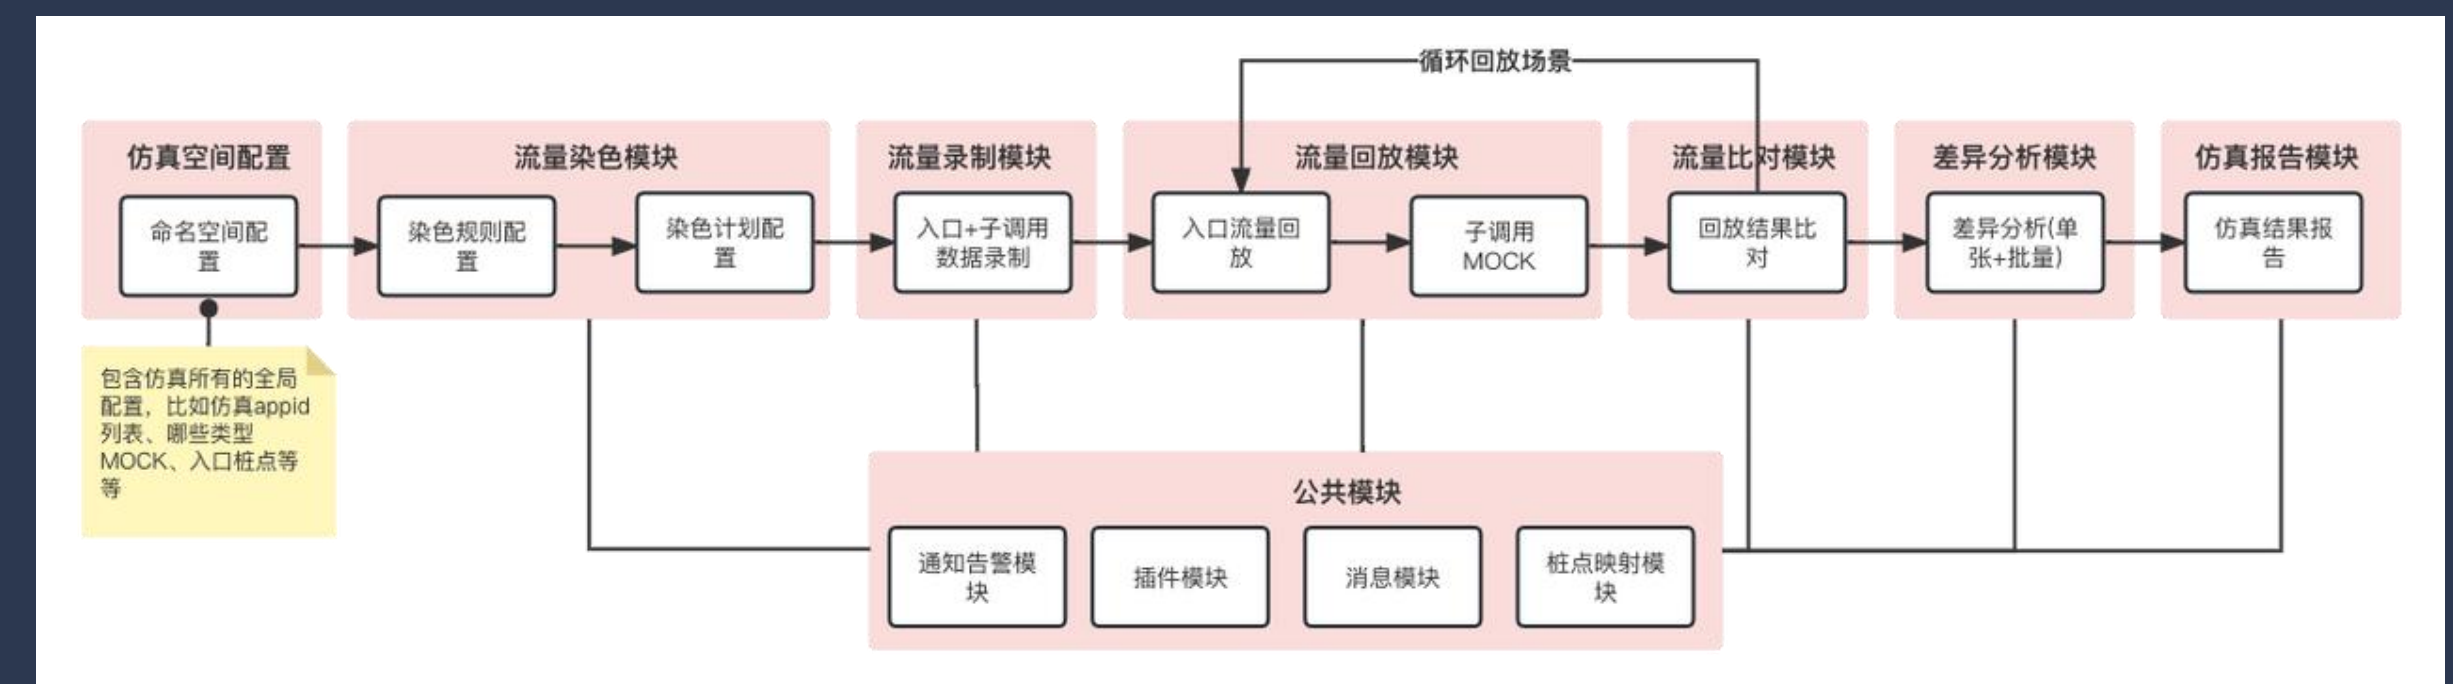 循环回放场景
仿真空间配置
流量染色模块
流量录制模块
流量回放模块
流量比对模块
差异分析模块
仿真报告模块
命名空间配
置
染色规则配
置
染色计划配
置
入口+子调用
数据录制
入口流量回
放
子调用
MOCK
回放结果比
对
差异分析(单
张+批量)
仿真结果报
告
包含仿真所有的全局
配置，比如仿真appid
列表、哪些类型
MOCK、入口桩点等
等
公共模块
通知告警模
块
插件模块
消息模块
桩点映射模
块